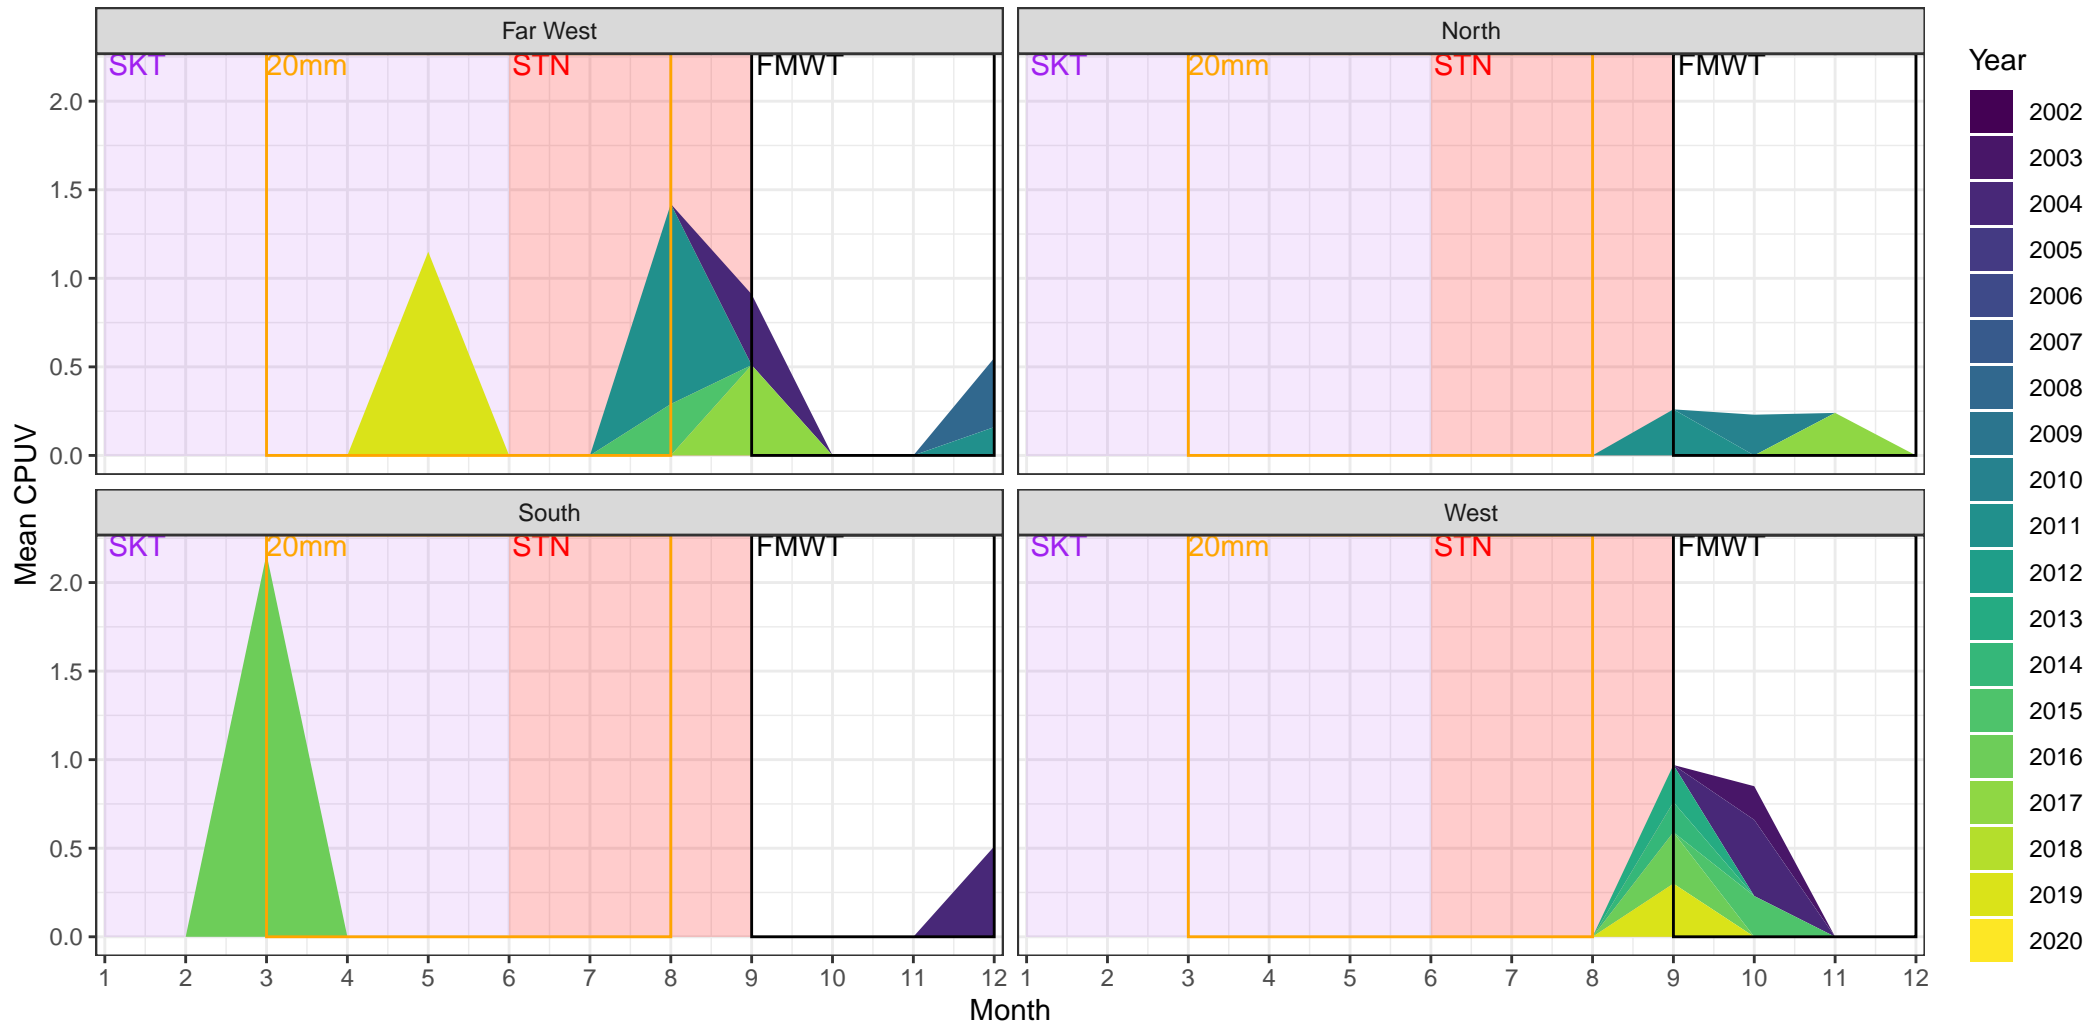 Far West
North
SKT 20mm STN FMWT
SKT 20mm STN FMWT
2.0
1.5
1.0
0.5
0.0
South
West
SKT 20mm STN FMWT
SKT 20mm STN FMWT
2.0
1.5
1.0
0.5
0.0
1 2 3 4 5 6 7 8 9 10 11 12
1 2 3 4 5 6 7 8 9 10 11 12
Month
Mean CPUV
Year
2002
2003
2004
2005
2006
2007
2008
2009
2010
2011
2012
2013
2014
2015
2016
2017
2018
2019
2020